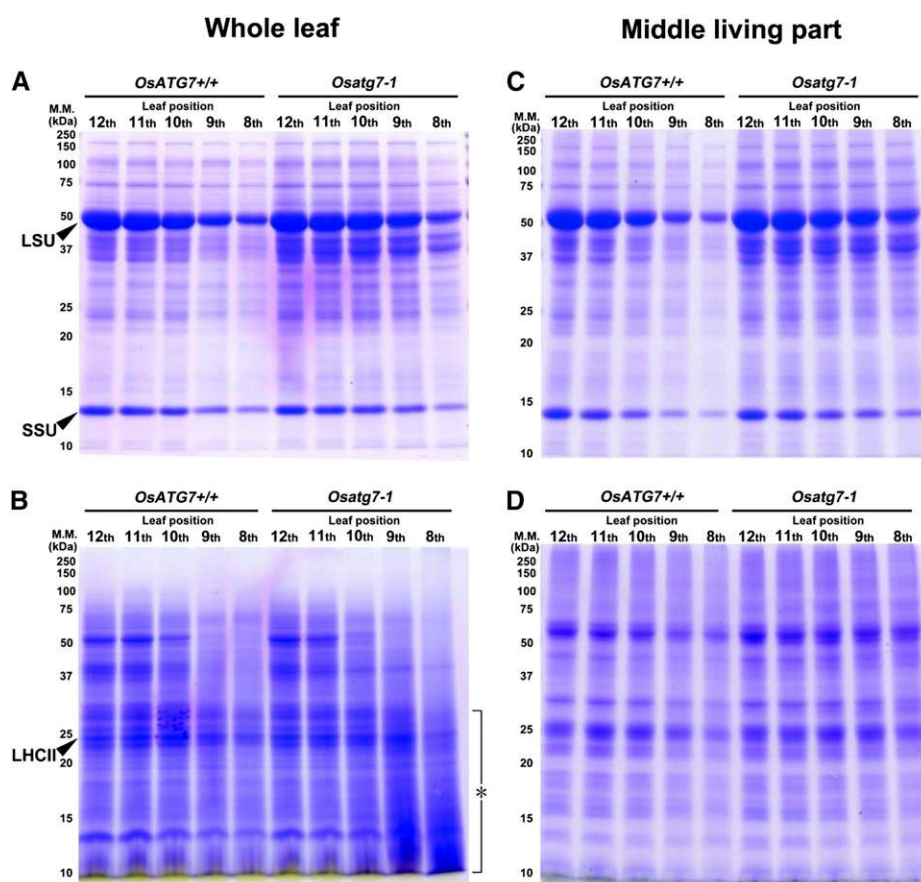 Whole leaf
Middle living part
A
OsATG7+/+ Osatg7-1
Leaf position Leaf position
M.M.
(kDa)
12th 11th 10th 9th 8th 12th 11th 10th 9th 8th
250
150
100
75
50
LSU
37
25
20
15
SSU
10
C
OsATG7+/+ Osatg7-1
Leaf position Leaf position
M.M.
(kDa)
12th 11th 10th 9th 8th 12th 11th 10th 9th 8th
250
150
100
75
50
37
25
20
15
10
B
OsATG7+/+ Osatg7-1
Leaf position Leaf position
M.M.
(kDa)
12th 11th 10th 9th 8th 12th 11th 10th 9th 8th
250
150
100
75
50
37
25
LHCII
20
15
10
*
D
OsATG7+/+ Osatg7-1
Leaf position Leaf position
M.M.
(kDa)
12th 11th 10th 9th 8th 12th 11th 10th 9th 8th
250
150
100
75
50
37
25
20
15
10